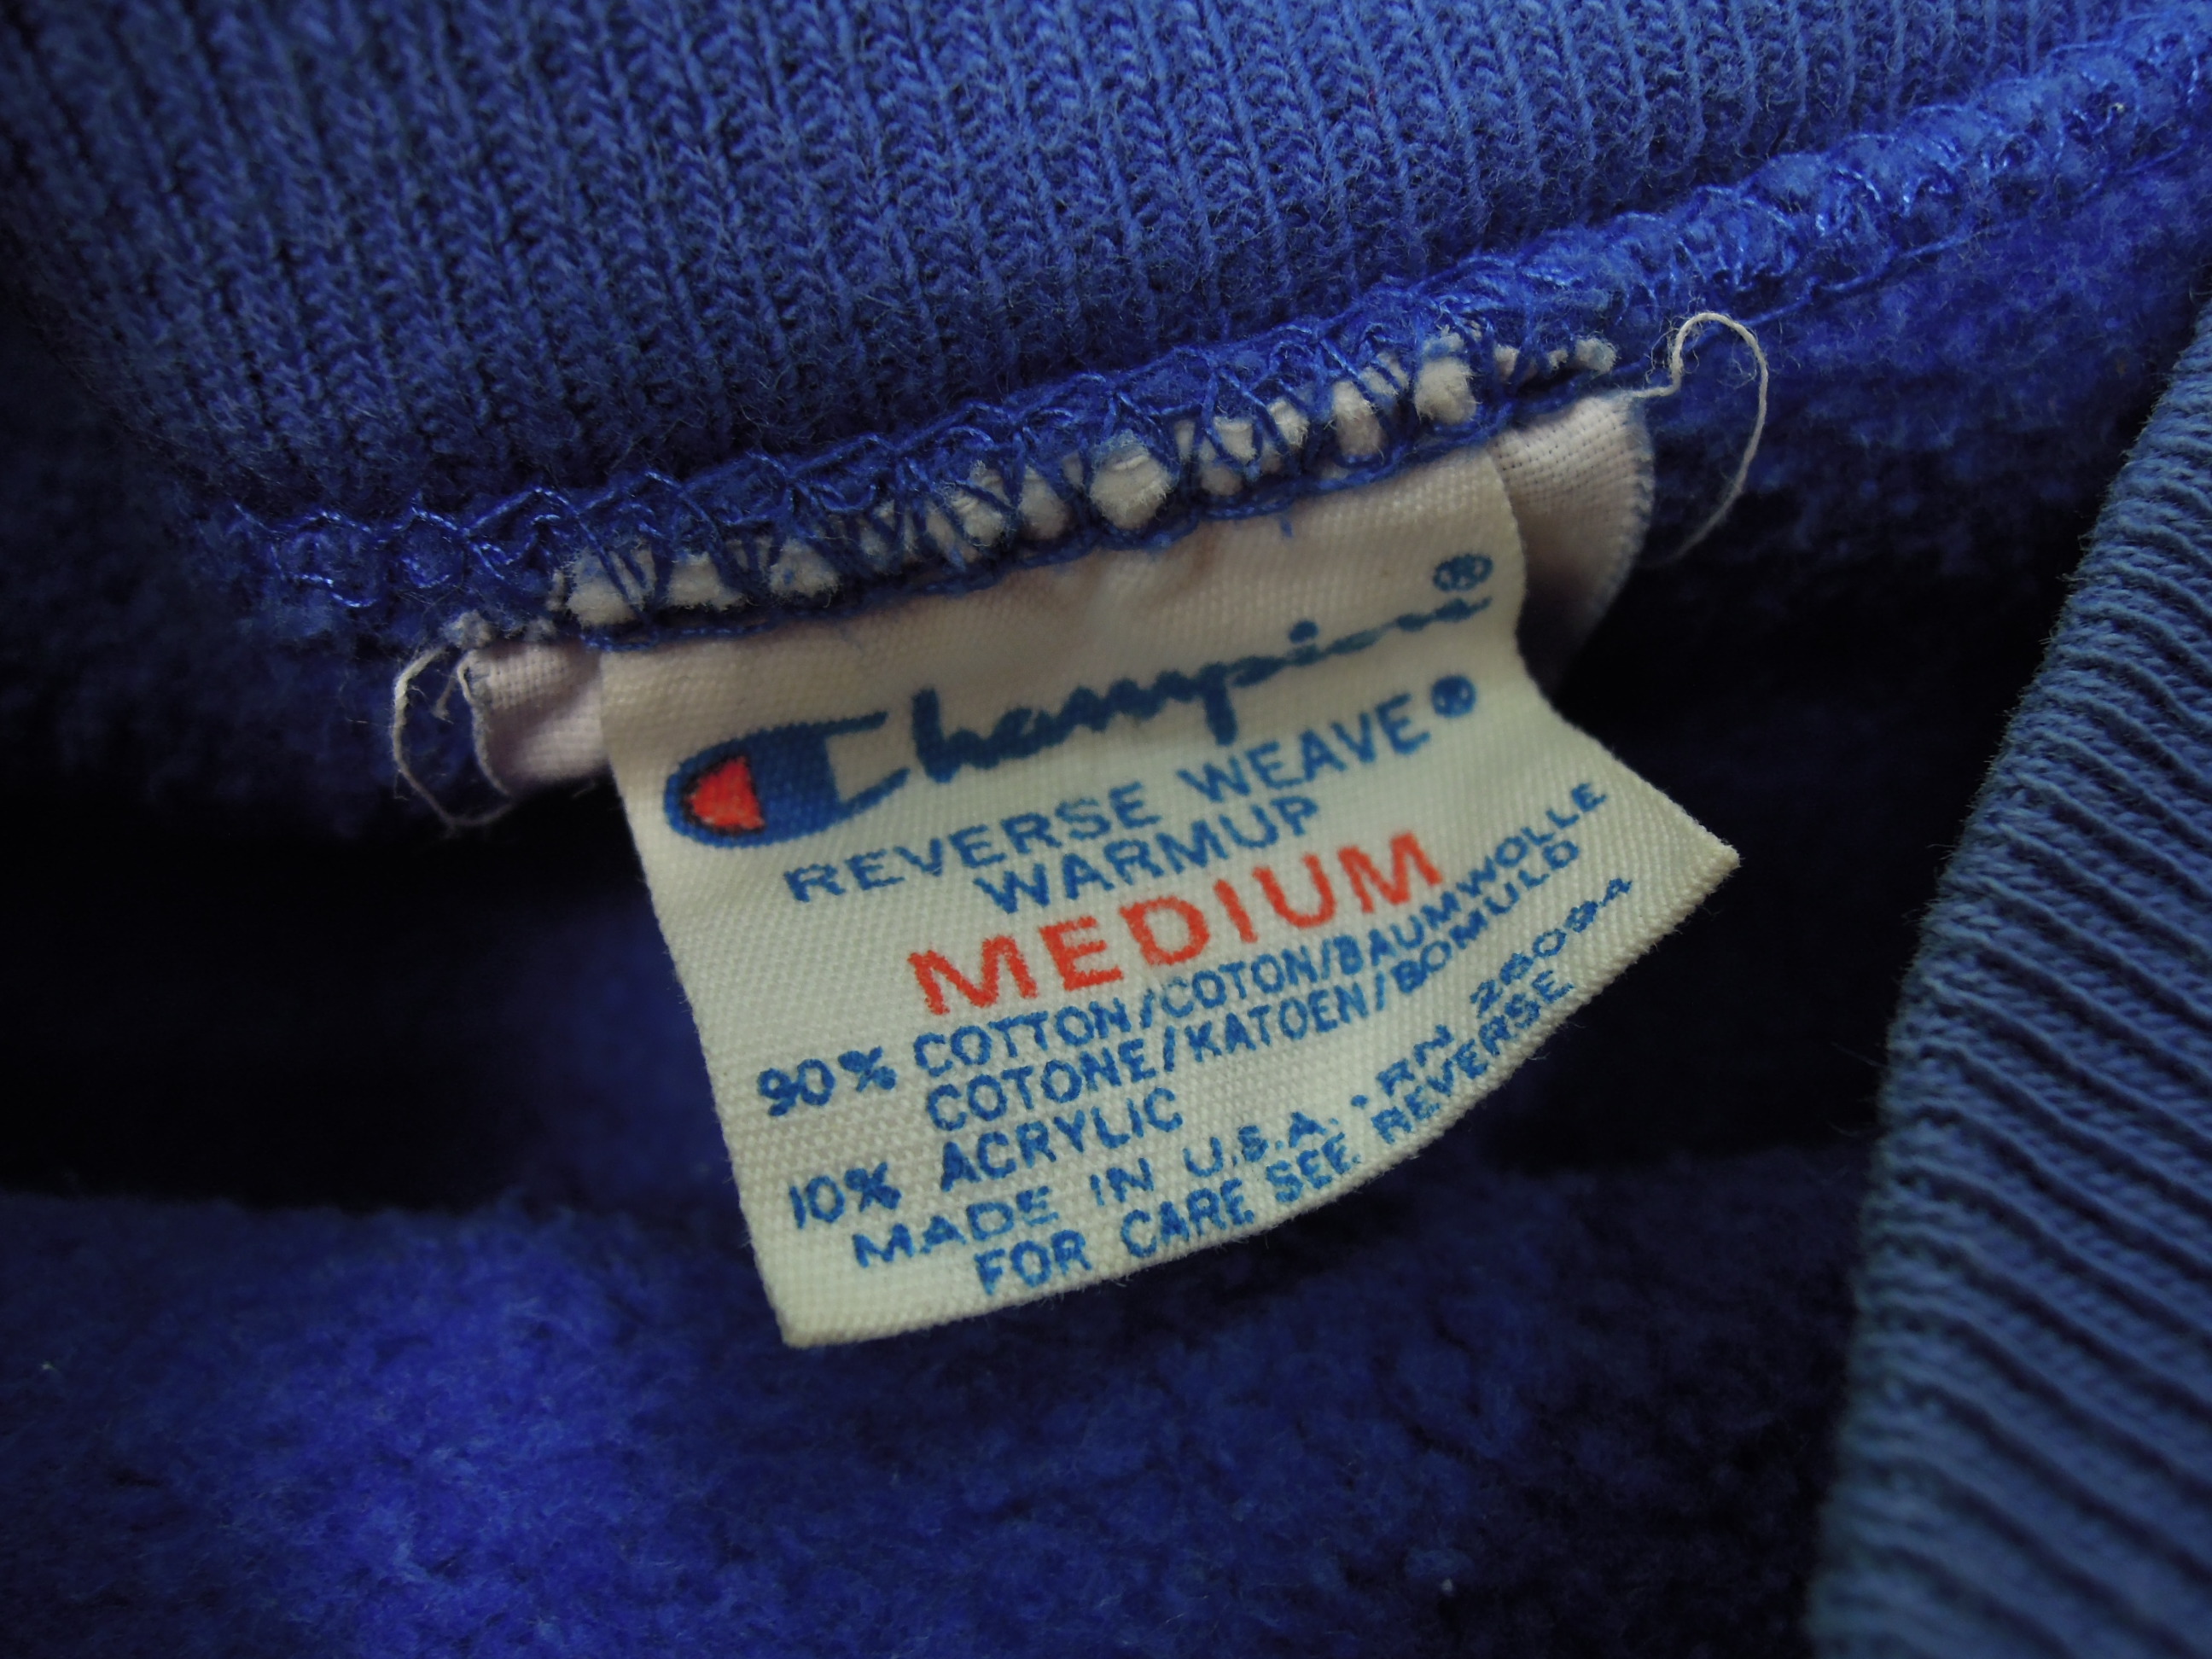 Champion®
REVERSE WEAVE®
WARMUP
MEDIUM
90% COTTON/COTON/BAUMWOLLE
COTONE/KATOEN/BOMULD
10% ACRYLIC
MADE IN U.S.A. • RN 26094
FOR CARE SEE REVERSE